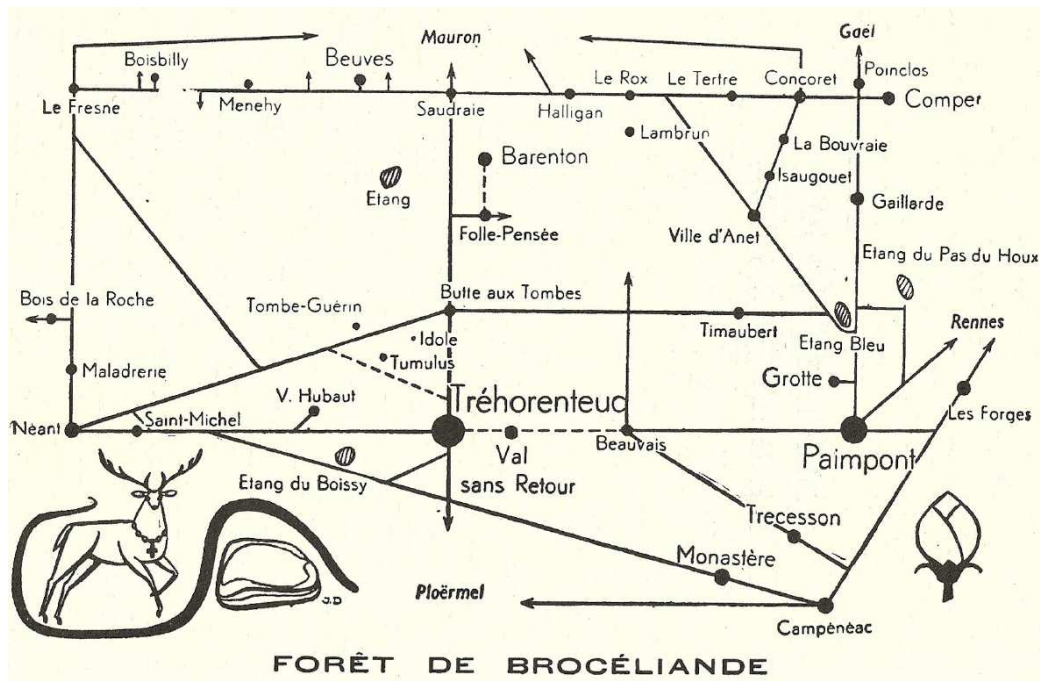 Mauron
Gaël
Boisbilly
Beuves
Le Rox
Le Tertre
Concoret
Poinclos
Le Fresne
Menehy
Saudraie
Halligan
Comper
Lambrun
La Bouvraie
Barenton
Isaugouet
Etang
Gaillarde
Folle-Pensée
Ville d'Anet
Etang du Pas du Houx
Bois de la Roche
Tombe-Guérin
Butte aux Tombes
Timaubert
Etang Bleu
Rennes
Idole
Tumulus
Maladrerie
Grotte
V. Hubaut
Tréhorenteuc
Les Forges
Néant
Saint-Michel
Beauvais
Paimpont
Val
sans Retour
Etang du Boissy
Trecesson
Monastère
Ploërmel
J.D
Campénéac
FORÊT DE BROCÉLIANDE